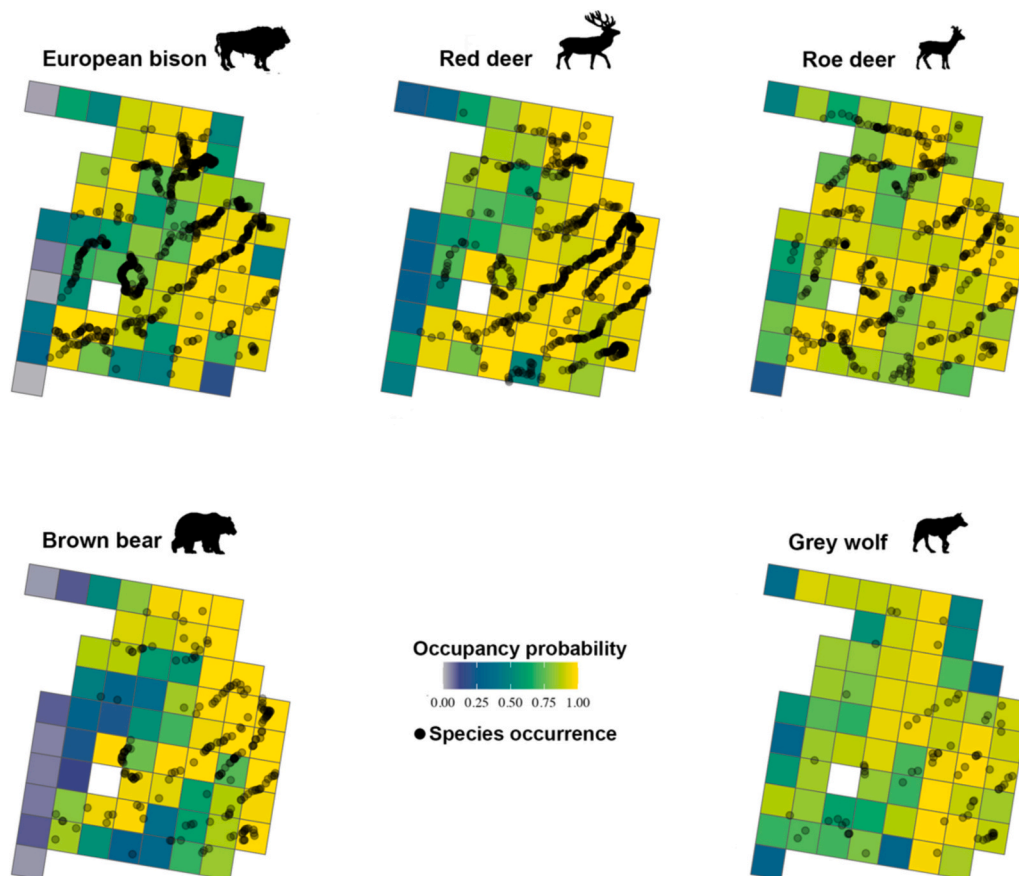 European bison
Red deer
Roe deer
Brown bear
Grey wolf
Occupancy probability
0.00 0.25 0.50 0.75 1.00
Species occurrence